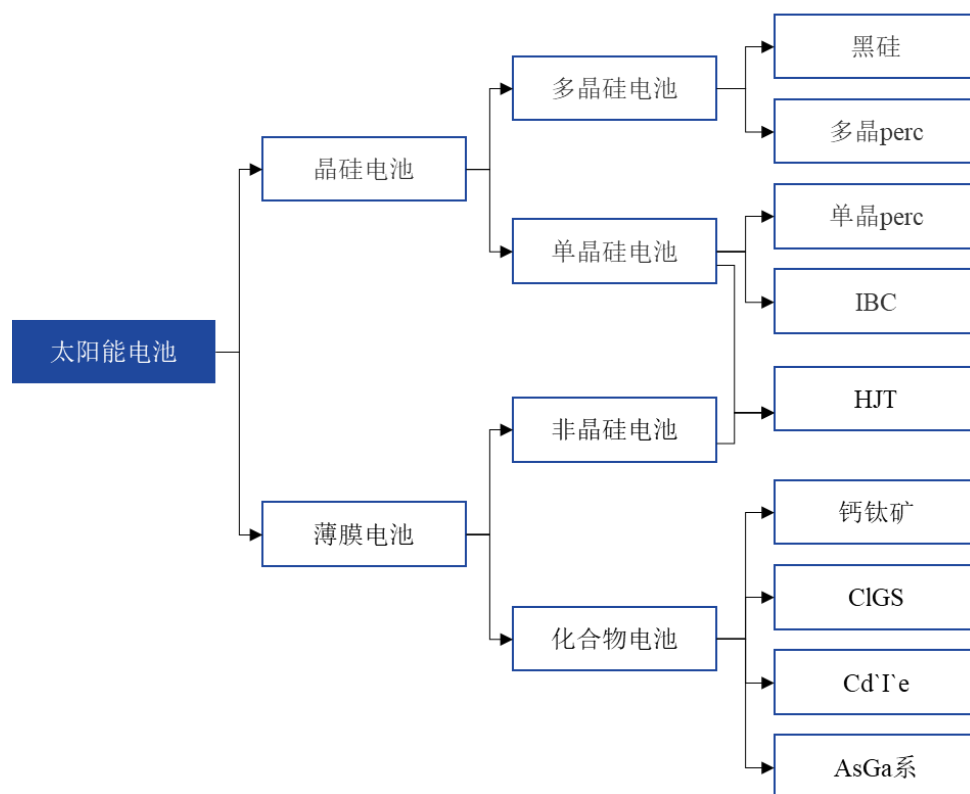 黑硅
多晶硅电池
多晶perc
晶硅电池
单晶perc
单晶硅电池
IBC
太阳能电池
HJT
非晶硅电池
钙钛矿
薄膜电池
ClGS
化合物电池
Cd`I`e
AsGa系